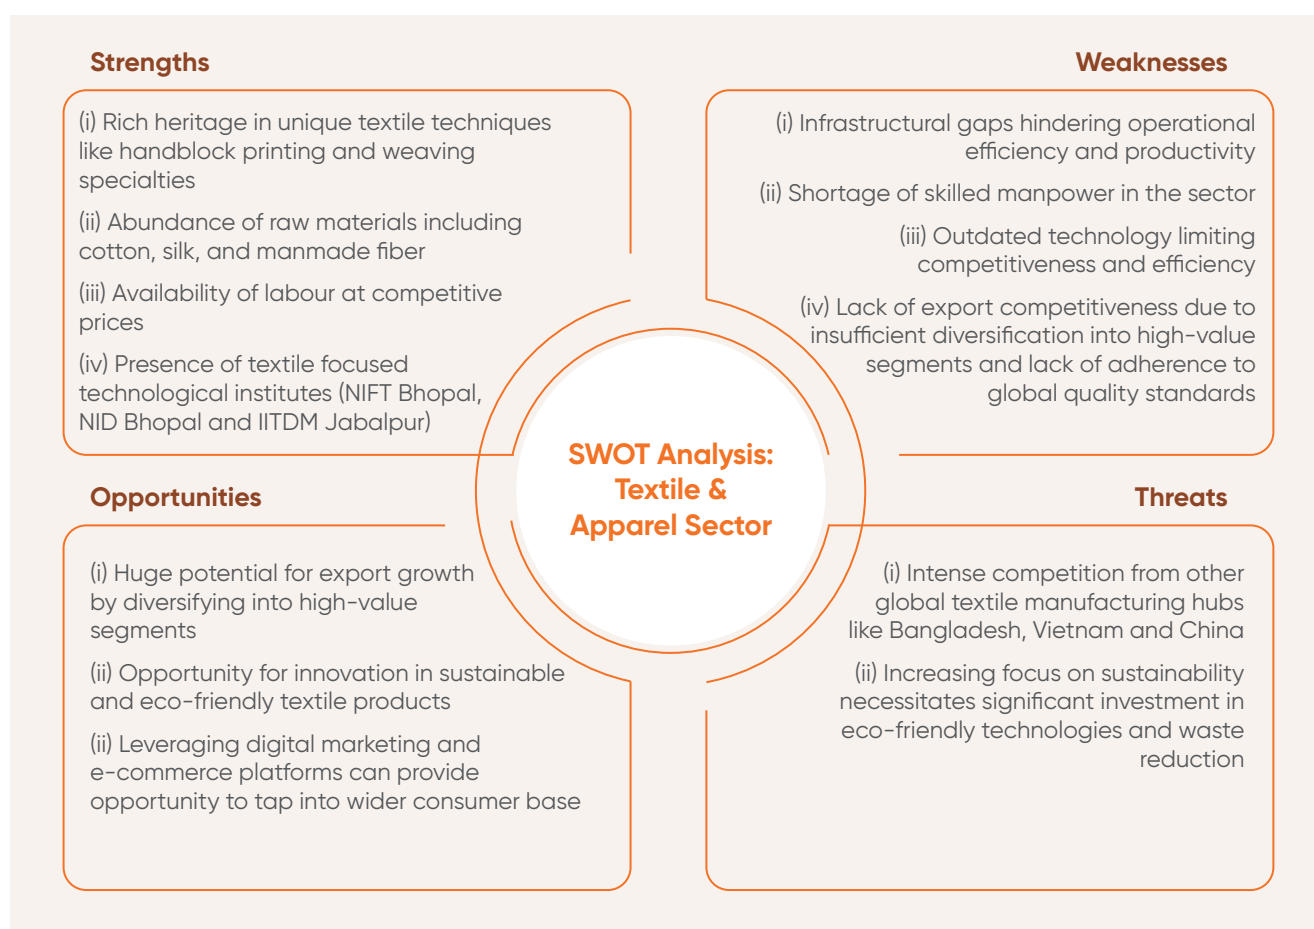 Strengths
(i) Rich heritage in unique textile techniques
like handblock printing and weaving
specialties
(ii) Abundance of raw materials including
cotton, silk, and manmade fiber
(iii) Availability of labour at competitive
prices
(iv) Presence of textile focused
technological institutes (NIFT Bhopal,
NID Bhopal and IITDM Jabalpur)
Weaknesses
(i) Infrastructural gaps hindering operational
efficiency and productivity
(ii) Shortage of skilled manpower in the sector
(iii) Outdated technology limiting
competitiveness and efficiency
(iv) Lack of export competitiveness due to
insufficient diversification into high-value
segments and lack of adherence to
global quality standards
SWOT Analysis:
Textile &
Apparel Sector
Opportunities
(i) Huge potential for export growth
by diversifying into high-value
segments
(ii) Opportunity for innovation in sustainable
and eco-friendly textile products
(ii) Leveraging digital marketing and
e-commerce platforms can provide
opportunity to tap into wider consumer base
Threats
(i) Intense competition from other
global textile manufacturing hubs
like Bangladesh, Vietnam and China
(ii) Increasing focus on sustainability
necessitates significant investment in
eco-friendly technologies and waste
reduction